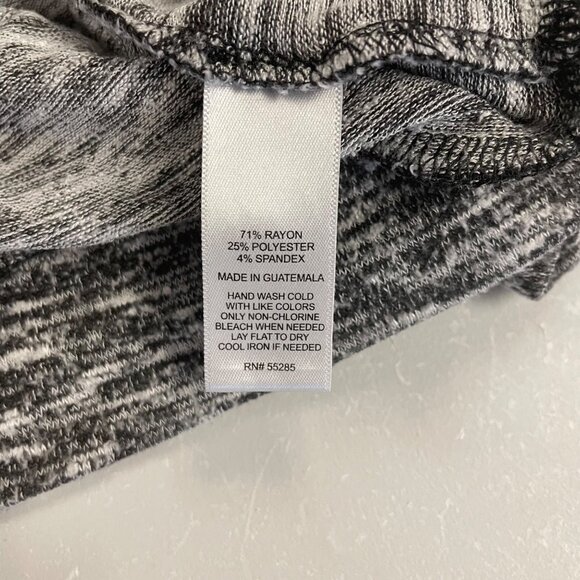 71% RAYON
25% POLYESTER
4% SPANDEX
MADE IN GUATEMALA
HAND WASH COLD
WITH LIKE COLORS
ONLY NON-CHLORINE
BLEACH WHEN NEEDED
LAY FLAT TO DRY
COOL IRON IF NEEDED
RN# 55285